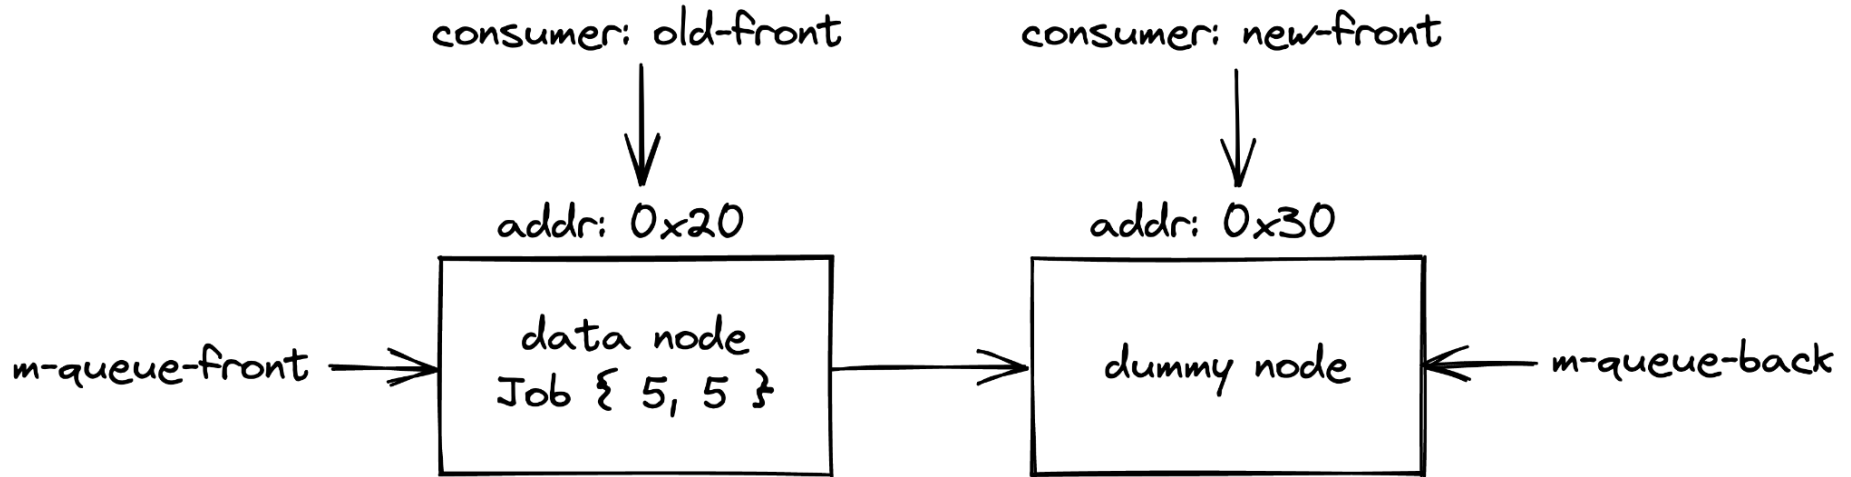 consumer: old-front
consumer: new-front
addr: 0x20
addr: 0x30
m-queue-front
data node
Job { 5, 5 }
dummy node
m-queue-back